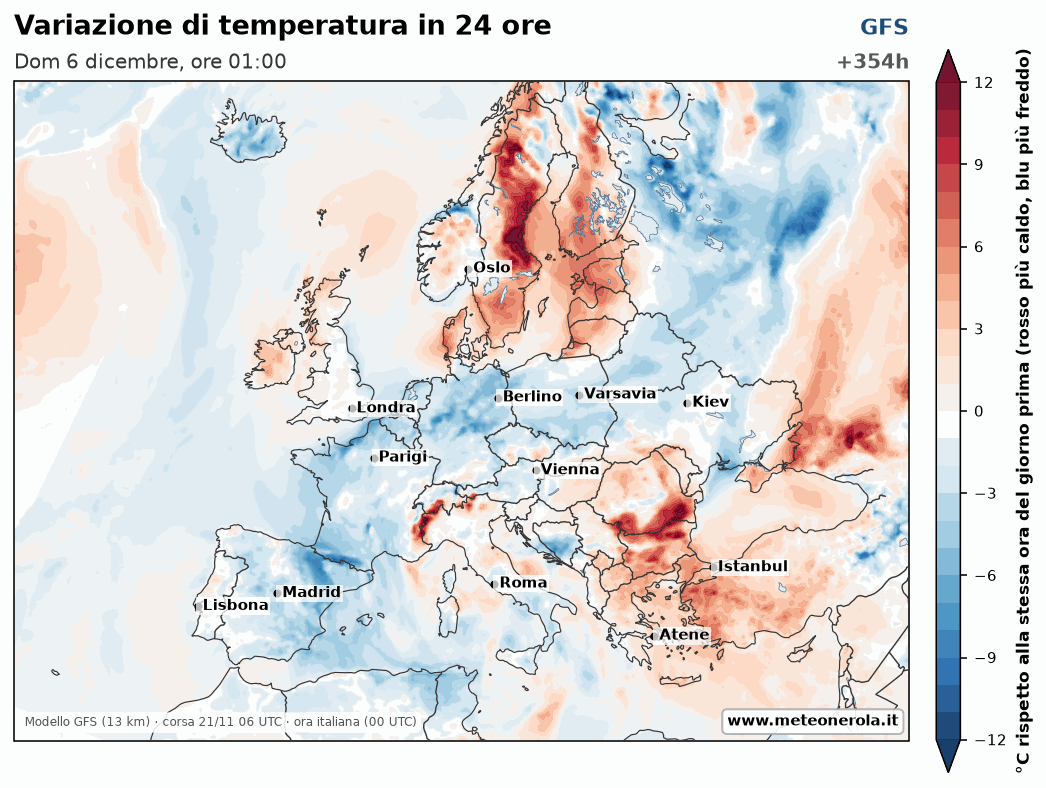 Variazione di temperatura in 24 ore
GFS
Dom 6 dicembre, ore 01:00
+354h
Oslo
Londra
Berlino
Varsavia
Kiev
Parigi
Vienna
Madrid
Lisbona
Roma
Istanbul
Atene
Modello GFS (13 km) · corsa 21/11 06 UTC · ora italiana (00 UTC)
www.meteonerola.it
12
9
6
3
0
−3
−6
−9
−12
°C rispetto alla stessa ora del giorno prima (rosso più caldo, blu più freddo)